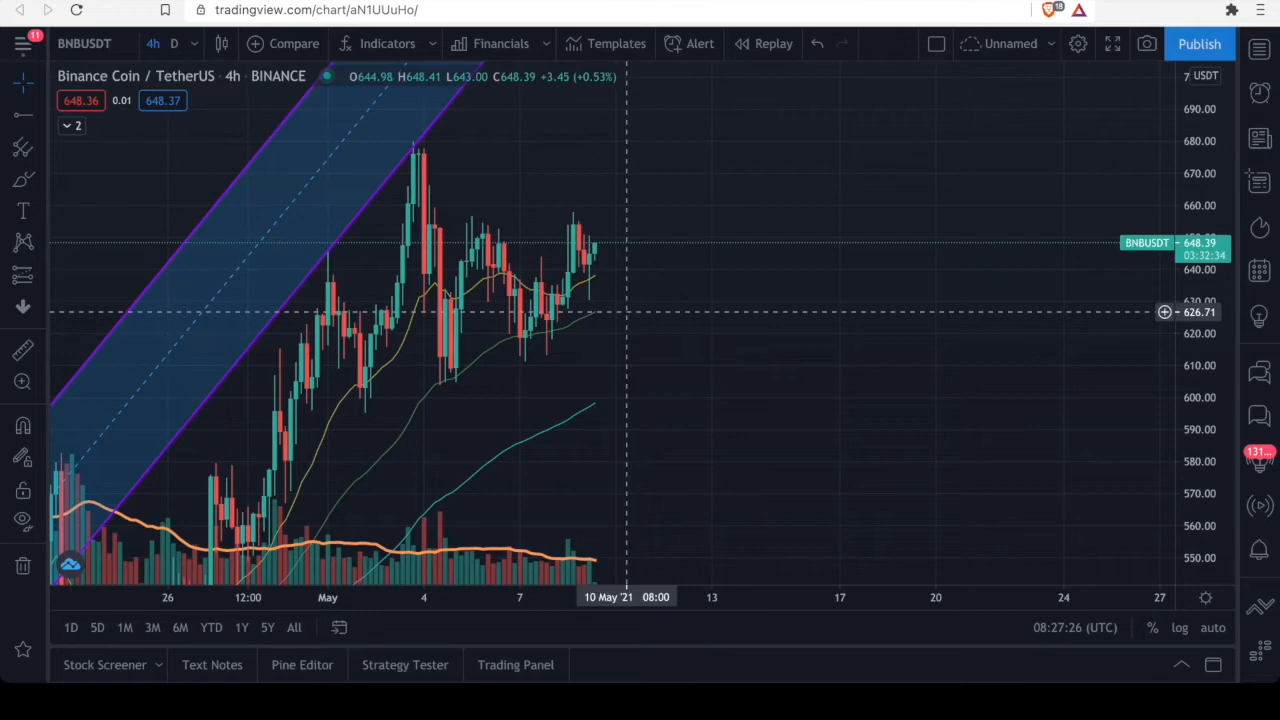 tradingview.com/chart/aN1UUuHo/
18
11
BNBUSDT 4h D Compare Indicators Financials Templates Alert Replay Unnamed Publish
Binance Coin / TetherUS · 4h · BINANCE O644.98 H648.41 L643.00 C648.39 +3.45 (+0.53%)
USDT
648.36 0.01 648.37
2
690.00
680.00
670.00
660.00
BNBUSDT 648.39
03:32:34
640.00
630.00
626.71
620.00
610.00
600.00
590.00
580.00
131...
570.00
560.00
550.00
26 12:00 May 4 7 10 May '21 08:00 13 17 20 24 27
1D 5D 1M 3M 6M YTD 1Y 5Y All 08:27:26 (UTC) % log auto
Stock Screener Text Notes Pine Editor Strategy Tester Trading Panel